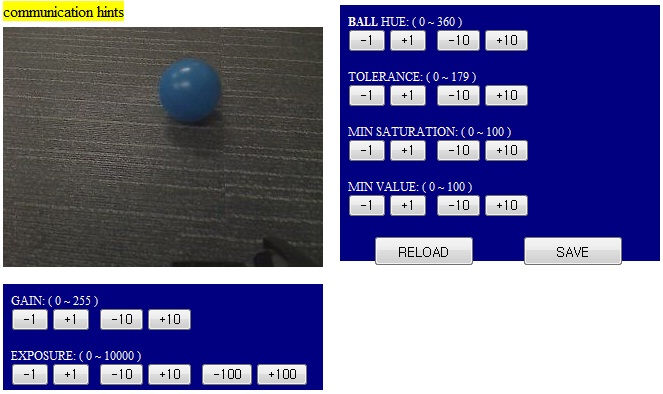 communication hints
BALL HUE: ( 0 ~ 360 )
-1 +1 -10 +10
TOLERANCE: ( 0 ~ 179 )
-1 +1 -10 +10
MIN SATURATION: ( 0 ~ 100 )
-1 +1 -10 +10
MIN VALUE: ( 0 ~ 100 )
-1 +1 -10 +10
RELOAD SAVE
GAIN: ( 0 ~ 255 )
-1 +1 -10 +10
EXPOSURE: ( 0 ~ 10000 )
-1 +1 -10 +10 -100 +100